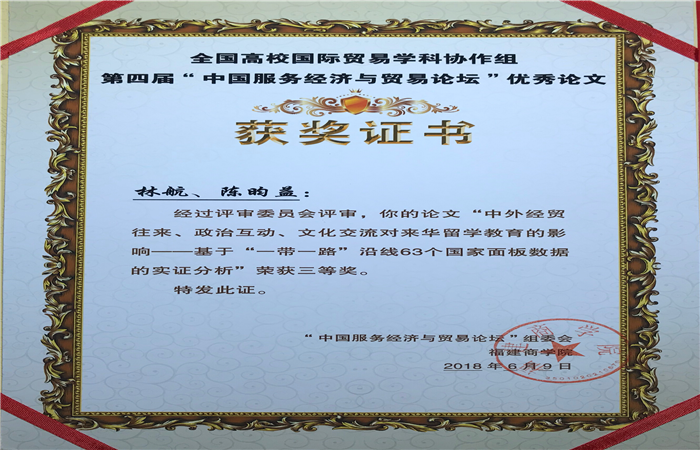 全国高校国际贸易学科协作组
第四届“中国服务经济与贸易论坛”优秀论文
获奖证书
林航、陈昀益：
经过评审委员会评审，你的论文“中外经贸
往来、政治互动、文化交流对来华留学教育的影
响——基于“一带一路”沿线63个国家面板数据
的实证分析”荣获三等奖。
特发此证。
“中国服务经济与贸易论坛”组委会
福建商学院
2018年6月9日